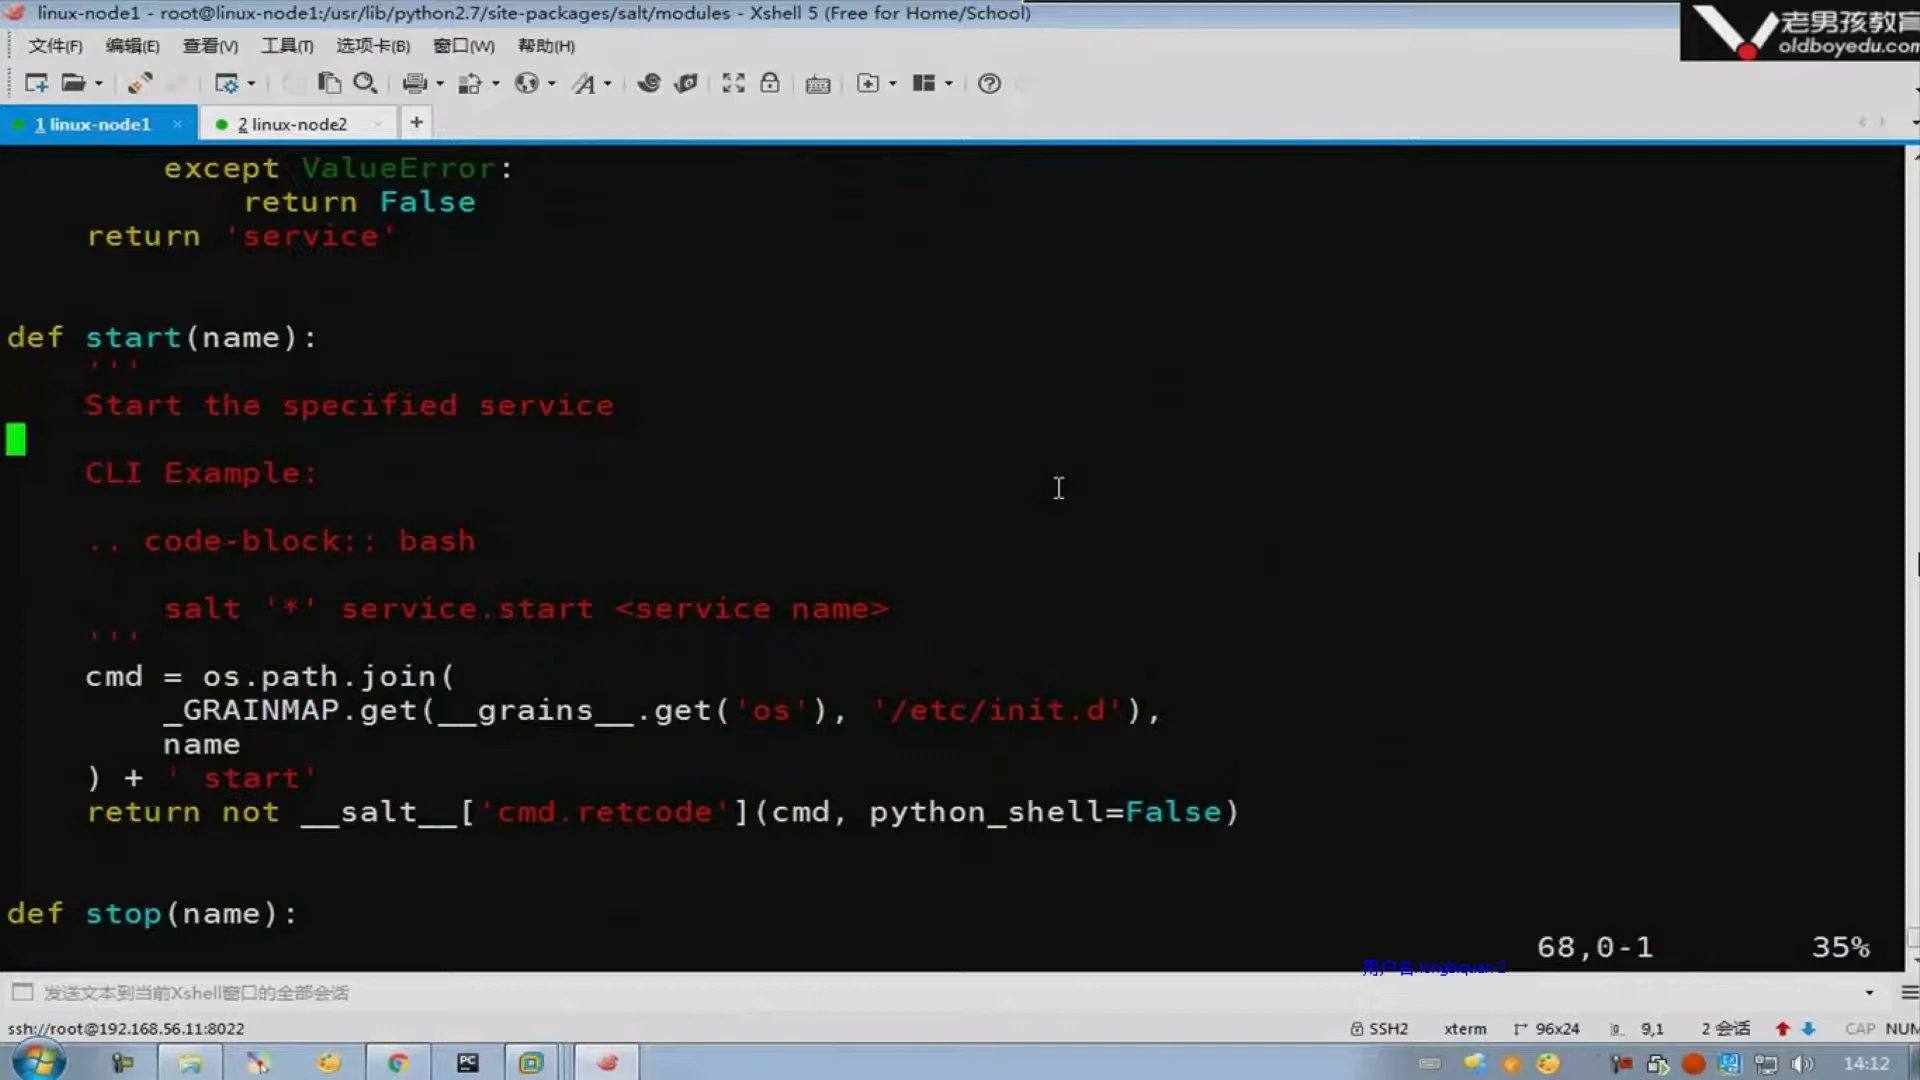 linux-node1 - root@linux-node1:/usr/lib/python2.7/site-packages/salt/modules - Xshell 5 (Free for Home/School)
老男孩教育
oldboyedu.com
文件(F) 编辑(E) 查看(V) 工具(T) 选项卡(B) 窗口(W) 帮助(H)
1 linux-node1 × 2 linux-node2 +
except ValueError:
return False
return 'service'
def start(name):
'''
Start the specified service
CLI Example:
.. code-block:: bash
salt '*' service.start <service name>
'''
cmd = os.path.join(
_GRAINMAP.get(__grains__.get('os'), '/etc/init.d'),
name
) + ' start'
return not __salt__['cmd.retcode'](cmd, python_shell=False)
def stop(name):
68,0-1 35%
用户名
发送文本到当前Xshell窗口的全部会话
ssh://root@192.168.56.11:8022 SSH2 xterm 96x24 9,1 2 会话 CAP NUM
PC
14:12